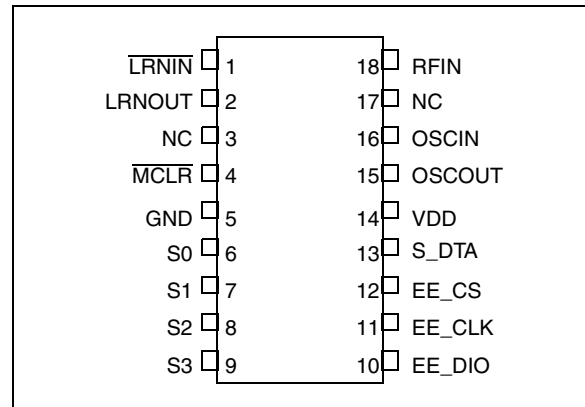 LRNIN 1 18 RFIN
LRNOUT 2 17 NC
NC 3 16 OSCIN
MCLR 4 15 OSCOUT
GND 5 14 VDD
S0 6 13 S_DTA
S1 7 12 EE_CS
S2 8 11 EE_CLK
S3 9 10 EE_DIO